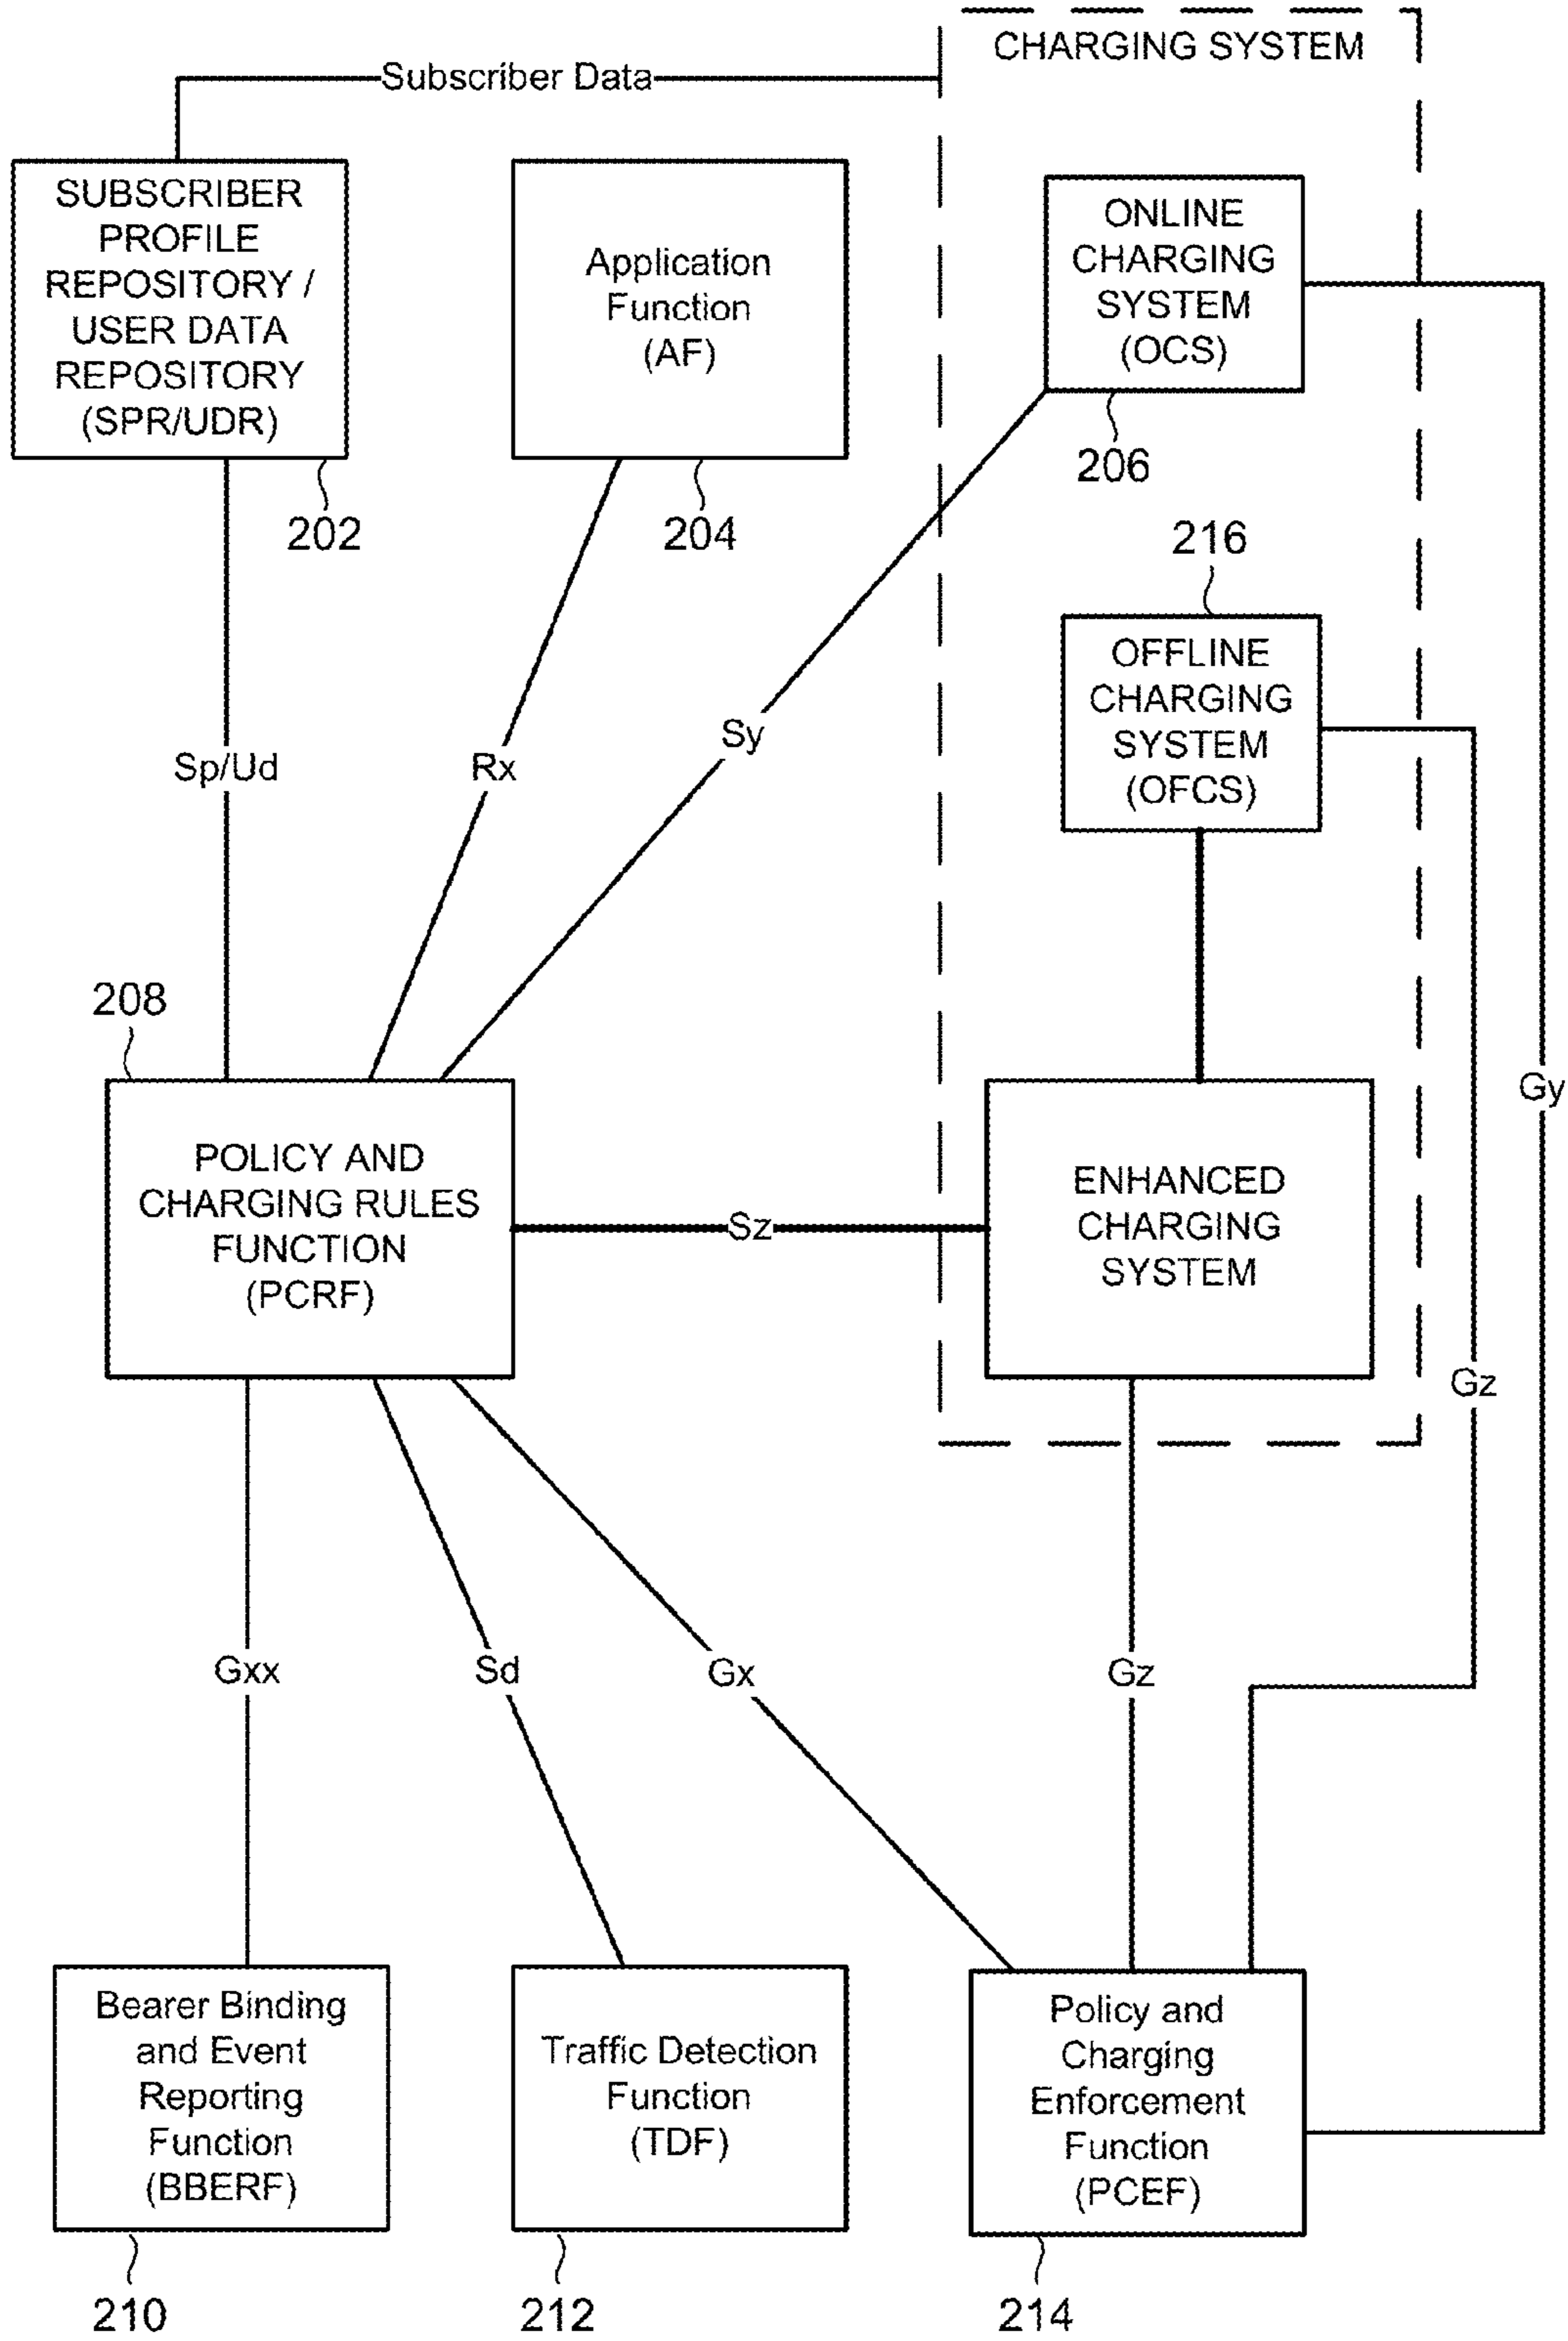 CHARGING SYSTEM
Subscriber Data
SUBSCRIBER
PROFILE
REPOSITORY /
USER DATA
REPOSITORY
(SPR/UDR)
202
Application
Function
(AF)
204
ONLINE
CHARGING
SYSTEM
(OCS)
206
216
OFFLINE
CHARGING
SYSTEM
(OFCS)
Sp/Ud
Rx
Sy
208
POLICY AND
CHARGING RULES
FUNCTION
(PCRF)
Sz
ENHANCED
CHARGING
SYSTEM
Gy
Gz
Gxx
Sd
Gx
Gz
Bearer Binding
and Event
Reporting
Function
(BBERF)
210
Traffic Detection
Function
(TDF)
212
Policy and
Charging
Enforcement
Function
(PCEF)
214